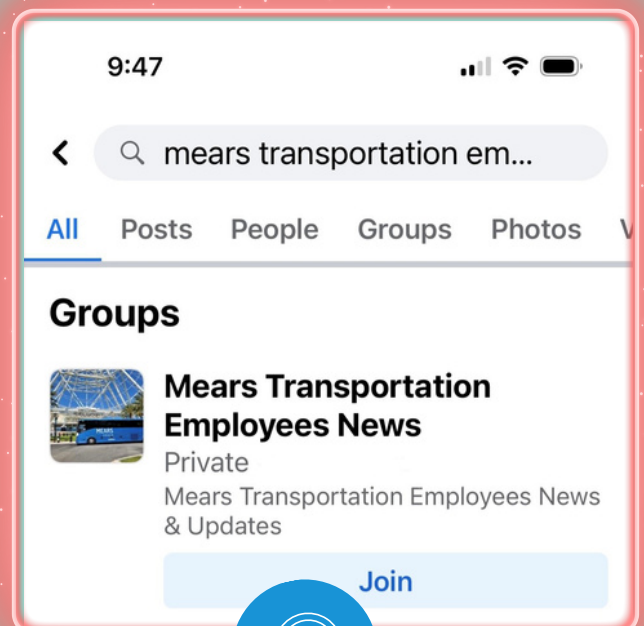 9:47
mears transportation em...
All Posts People Groups Photos
Groups
Mears Transportation
Employees News
Private
Mears Transportation Employees News
& Updates
Join
MEARS